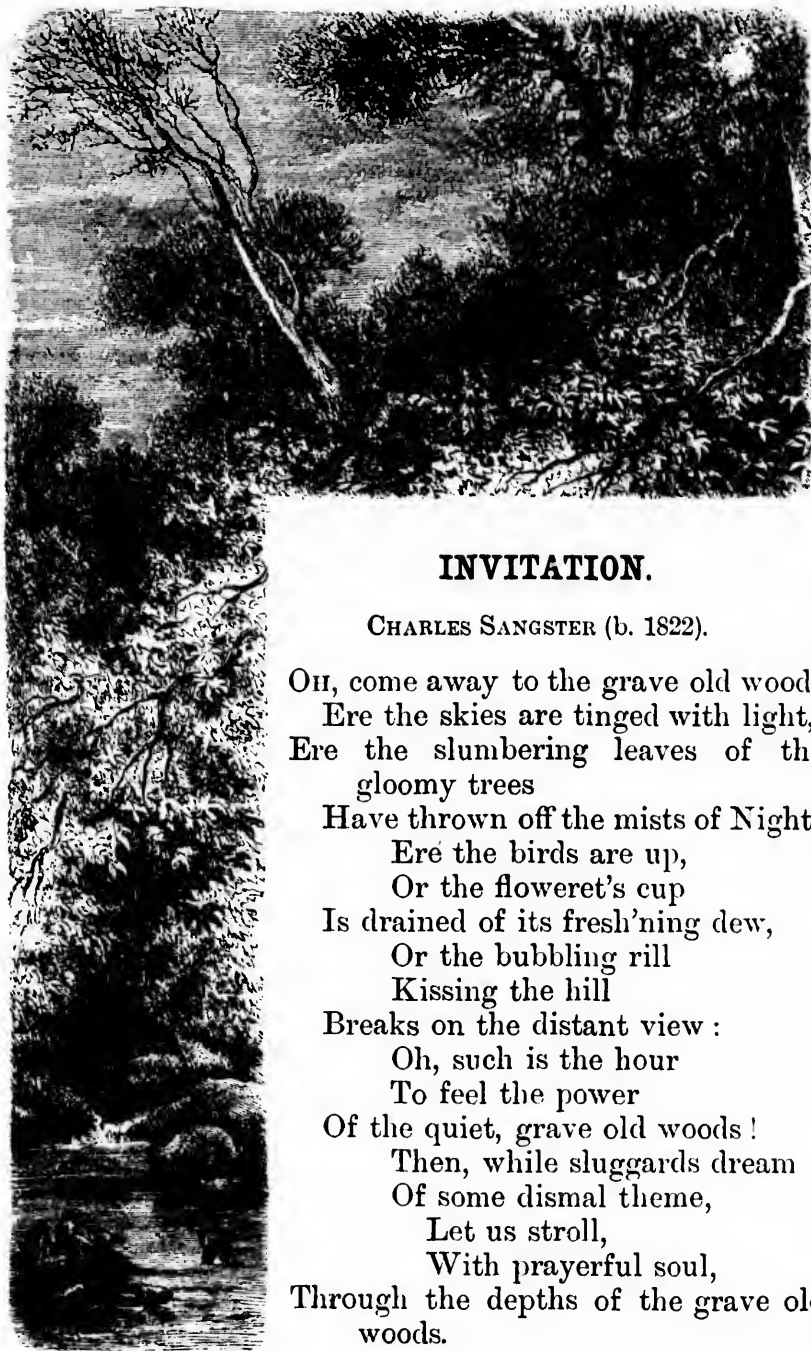 INVITATION.
CHARLES SANGSTER (b. 1822).
OH, come away to the grave old wood
Ere the skies are tinged with light,
Ere the slumbering leaves of th
gloomy trees
Have thrown off the mists of Night
Ere the birds are up,
Or the floweret's cup
Is drained of its fresh'ning dew,
Or the bubbling rill
Kissing the hill
Breaks on the distant view :
Oh, such is the hour
To feel the power
Of the quiet, grave old woods !
Then, while sluggards dream
Of some dismal theme,
Let us stroll,
With prayerful soul,
Through the depths of the grave ol
woods.